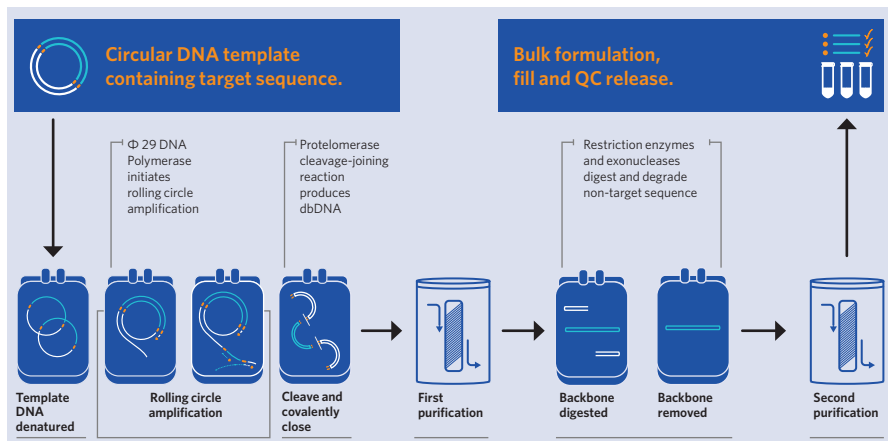 Circular DNA template
containing target sequence.
Bulk formulation,
fill and QC release.
Φ 29 DNA
Polymerase
initiates
rolling circle
amplification
Protelomerase
cleavage-joining
reaction
produces
dbDNA
Restriction enzymes
and exonucleases
digest and degrade
non-target sequence
Template
DNA
denatured
Rolling circle
amplification
Cleave and
covalently
close
First
purification
Backbone
digested
Backbone
removed
Second
purification